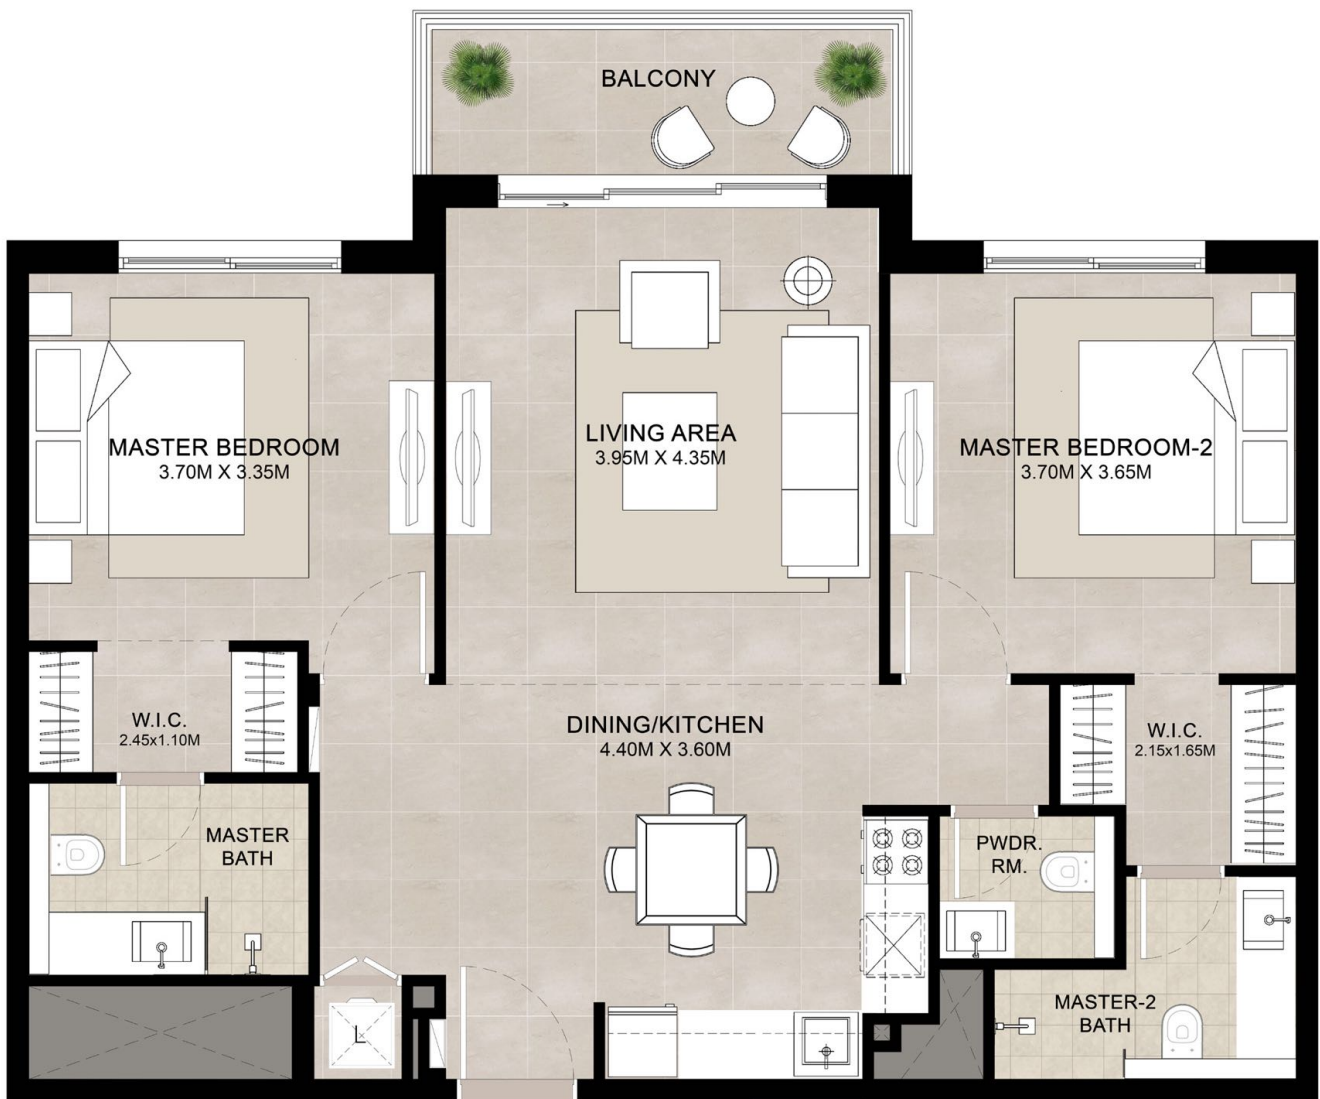 BALCONY
MASTER BEDROOM
3.70M X 3.35M
LIVING AREA
3.95M X 4.35M
MASTER BEDROOM-2
3.70M X 3.65M
W.I.C.
2.45x1.10M
DINING/KITCHEN
4.40M X 3.60M
W.I.C.
2.15x1.65M
MASTER
BATH
PWDR.
RM.
MASTER-2
BATH
L